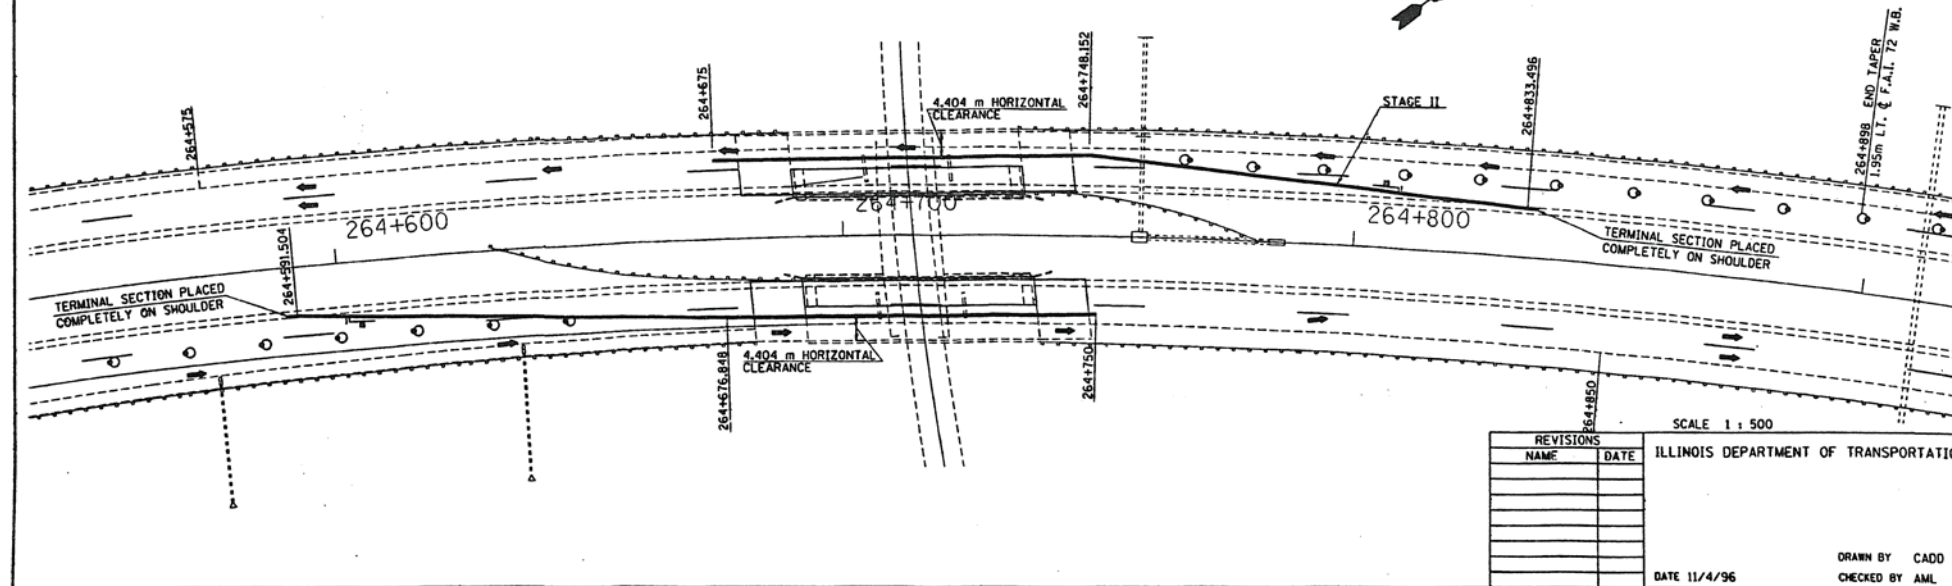 264+575
264+675
4.404 m HORIZONTAL
CLEARANCE
264+748.152
STAGE II
264+833.496
264+898 END TAPER
1.95m LT. ℄ F.A.I. 72 W.B.
264+600
264+700
264+800
TERMINAL SECTION PLACED
COMPLETELY ON SHOULDER
264+591.504
TERMINAL SECTION PLACED
COMPLETELY ON SHOULDER
264+676.848
4.404 m HORIZONTAL
CLEARANCE
264+750
264+850
SCALE 1 : 500
REVISIONS
NAME DATE
ILLINOIS DEPARTMENT OF TRANSPORTATIO
DATE 11/4/96
DRAWN BY CADD
CHECKED BY AML